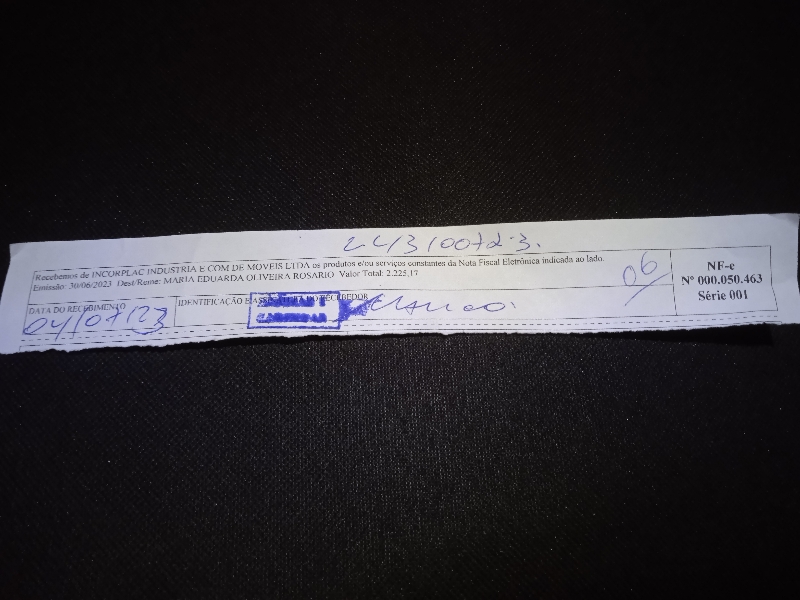 Recebemos de INCORPLAC INDUSTRIA E COM DE MOVEIS LTDA os produtos e/ou serviços constantes da Nota Fiscal Eletrônica indicada ao lado.
Emissão: 30/06/2023 Dest/Reme: MARIA EDUARDA OLIVEIRA ROSARIO Valor Total: 2.225,17
06
DATA DO RECEBIMENTO
04/07/23
IDENTIFICAÇÃO E ASSINATURA DO RECEBEDOR
NF-e
Nº 000.050.463
Série 001